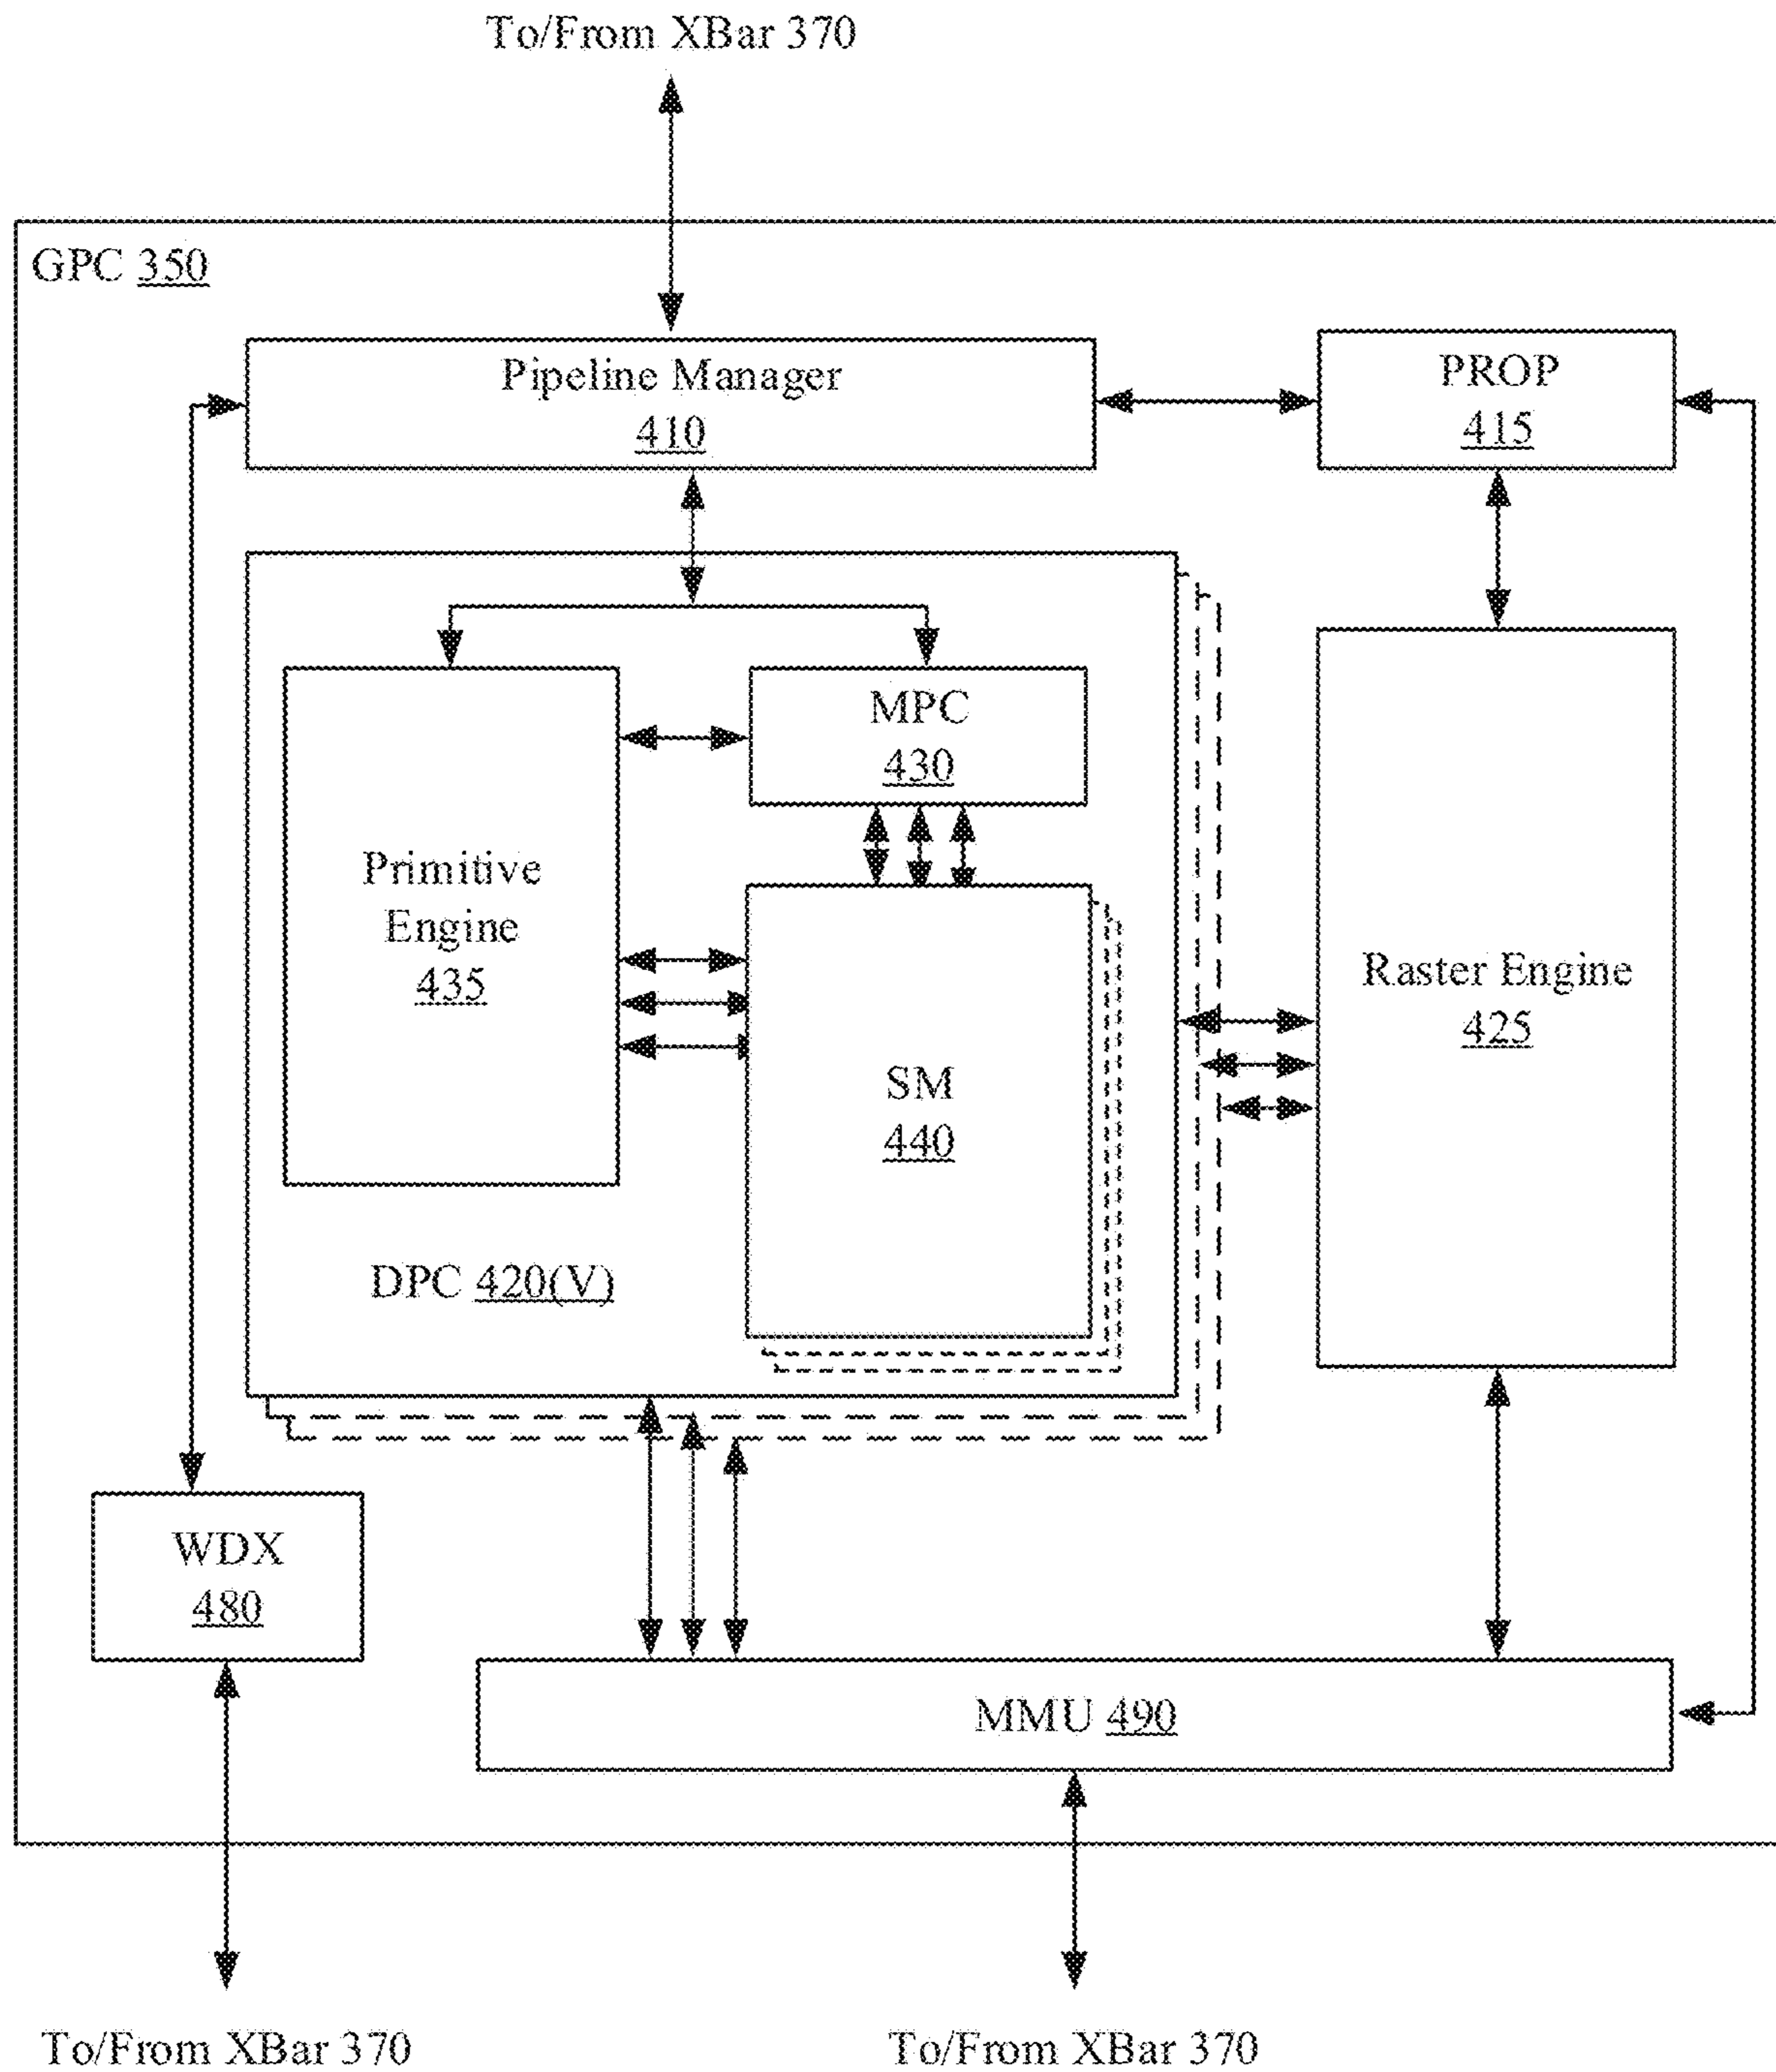 To/From XBar 370
GPC 350
Pipeline Manager
410
PROP
415
MPC
430
Primitive
Engine
435
SM
440
Raster Engine
425
DPC 420(V)
WDX
480
MMU 490
To/From XBar 370
To/From XBar 370